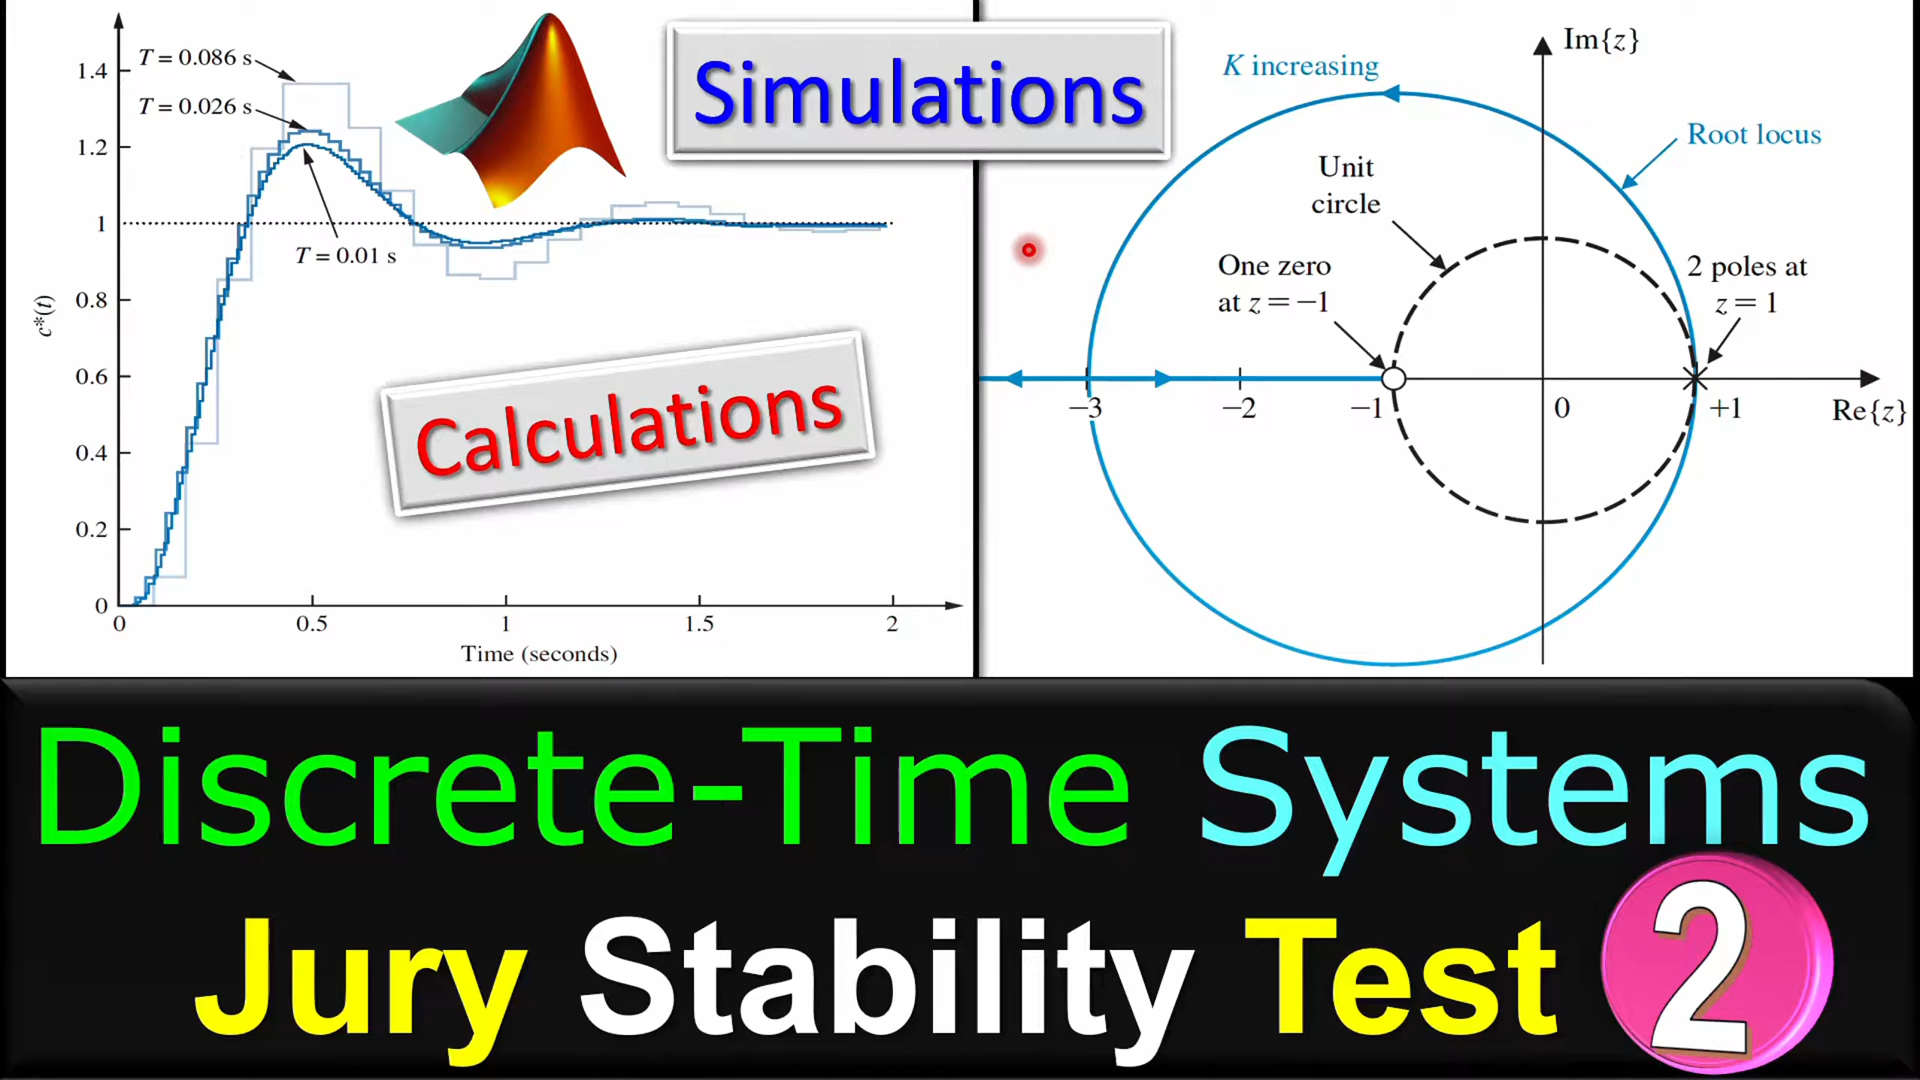 T = 0.086 s
T = 0.026 s
T = 0.01 s
1.4
1.2
1
0.8
0.6
0.4
0.2
0
c*(t)
0 0.5 1 1.5 2
Time (seconds)
Simulations
Calculations
Im{z}
K increasing
Root locus
Unit
circle
One zero
at z = −1
2 poles at
z = 1
−3 −2 −1 0 +1
Re{z}
Discrete-Time Systems
Jury Stability Test 2